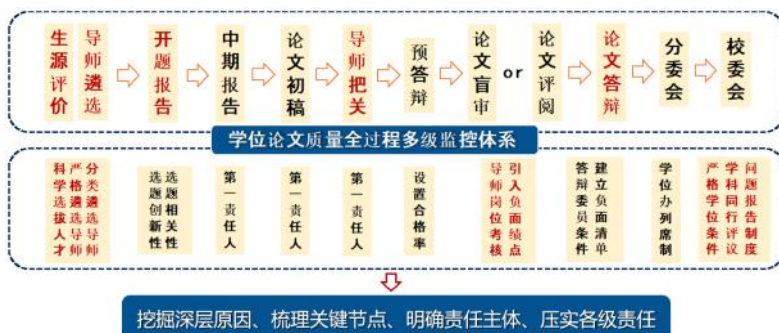 生源评价
导师遴选
开题报告
中期报告
论文初稿
导师把关
预答辩
论文盲审
or
论文评阅
论文答辩
分委会
校委会
学位论文质量全过程多级监控体系
科学选拔人才
严格遴选导师
分类遴选导师
选题创新性
选题相关性
第一责任人
第一责任人
第一责任人
设置合格率
导师岗位考核
引入负面绩点
答辩委员条件
建立负面清单
学位办列席制
严格学位条件
学科同行评议
问题报告制度
挖掘深层原因、梳理关键节点、明确责任主体、压实各级责任